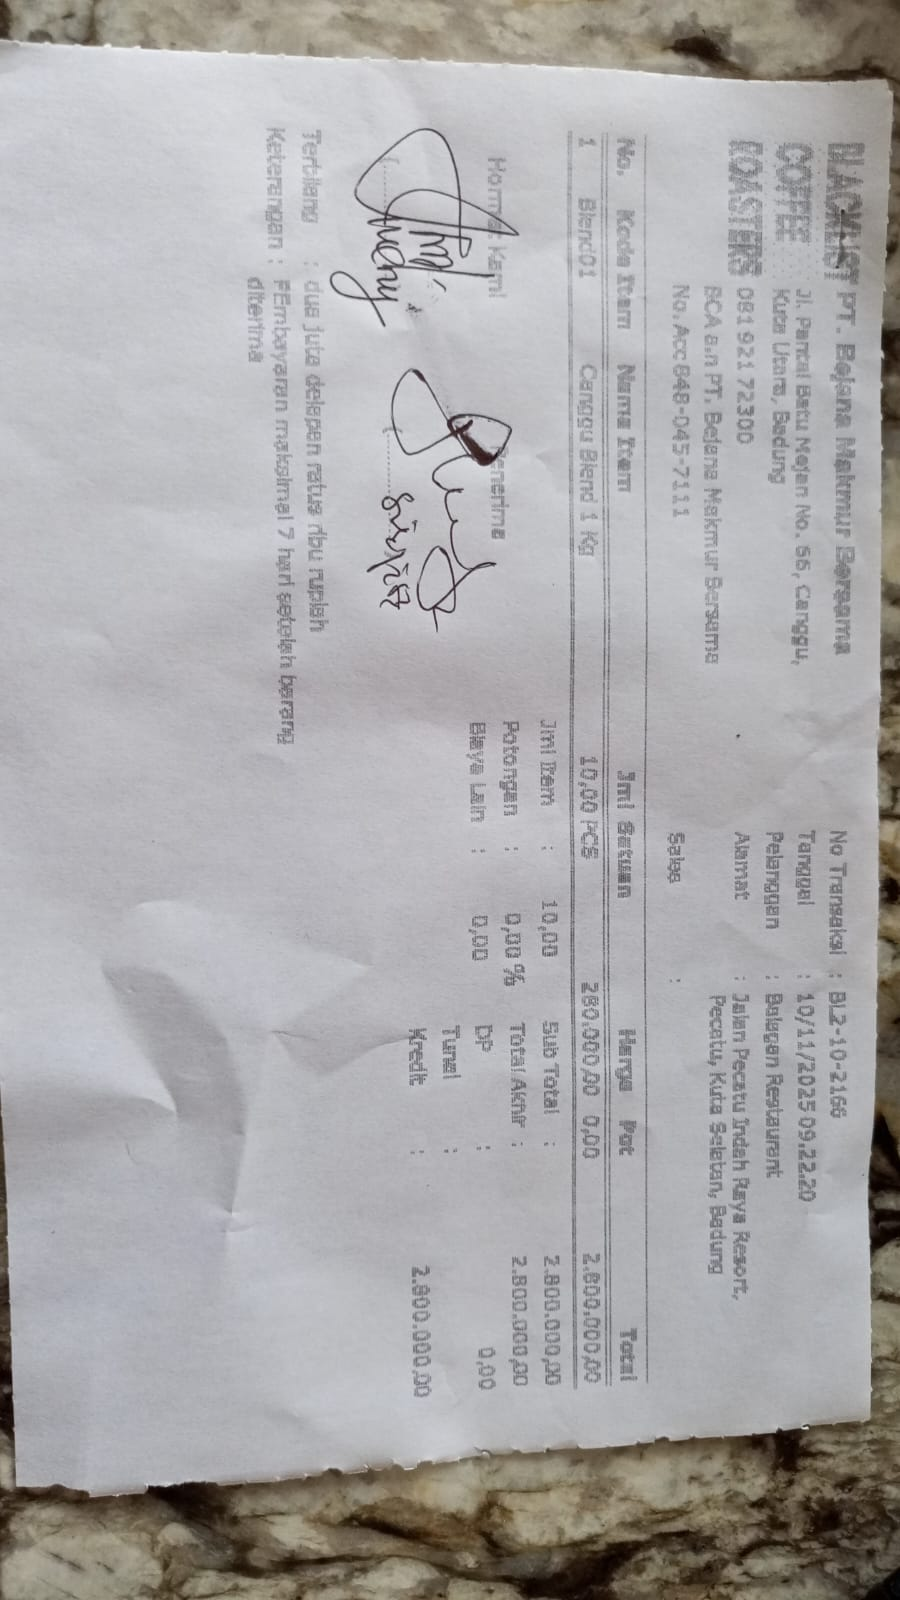 BLACKLIST COFFEE ROASTERS
PT. Bejana Makmur Bersama
Jl. Pantai Batu Mejan No. 56, Canggu,
Kuta Utara, Badung
081 921 72300
BCA a.n PT. Bejana Makmur Bersama
No. Acc 848-045-7111
No Transaksi : BL2-10-2166
Tanggal : 10/11/2025 09.22.20
Pelanggan : Balagan Restaurant
Alamat : Jalan Pecatu Indah Raya Resort,
Pecatu, Kuta Selatan, Badung
Sales :
No. Kode Item Nama Item Jml Satuan Harga Pot Total
1 Blend01 Canggu Blend 1 Kg 10,00 PCS 280.000,00 0,00 2.800.000,00
Jml Item : 10,00 Sub Total : 2.800.000,00
Potongan : 0,00 % Total Akhir : 2.800.000,00
Biaya Lain : 0,00 DP : 0,00
Tunai :
Kredit : 2.800.000,00
Hormat Kami Penerima
Terbilang : dua juta delapan ratus ribu rupiah
Keterangan : PEmbayaran maksimal 7 hari setelah barang
diterima